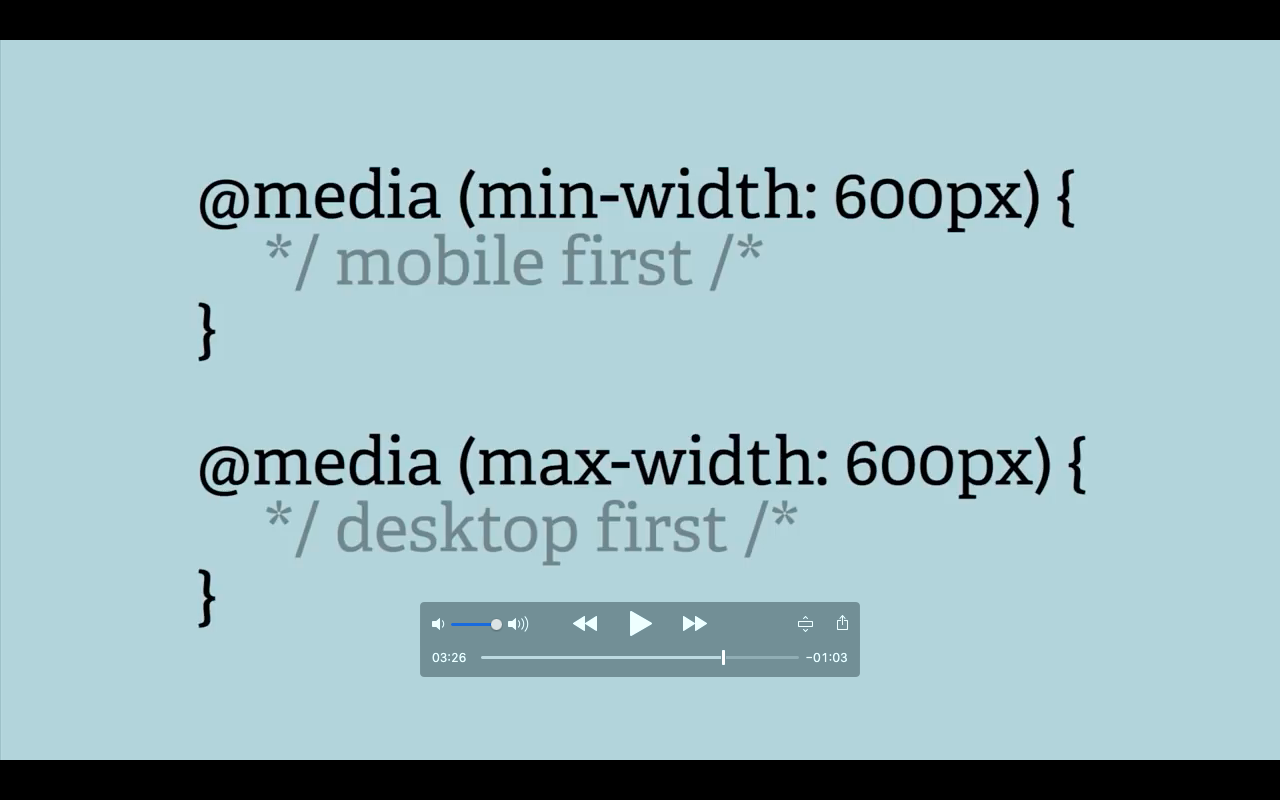 @media (min-width: 600px) {
*/ mobile first /*
}
@media (max-width: 600px) {
*/ desktop first /*
}
03:26
−01:03